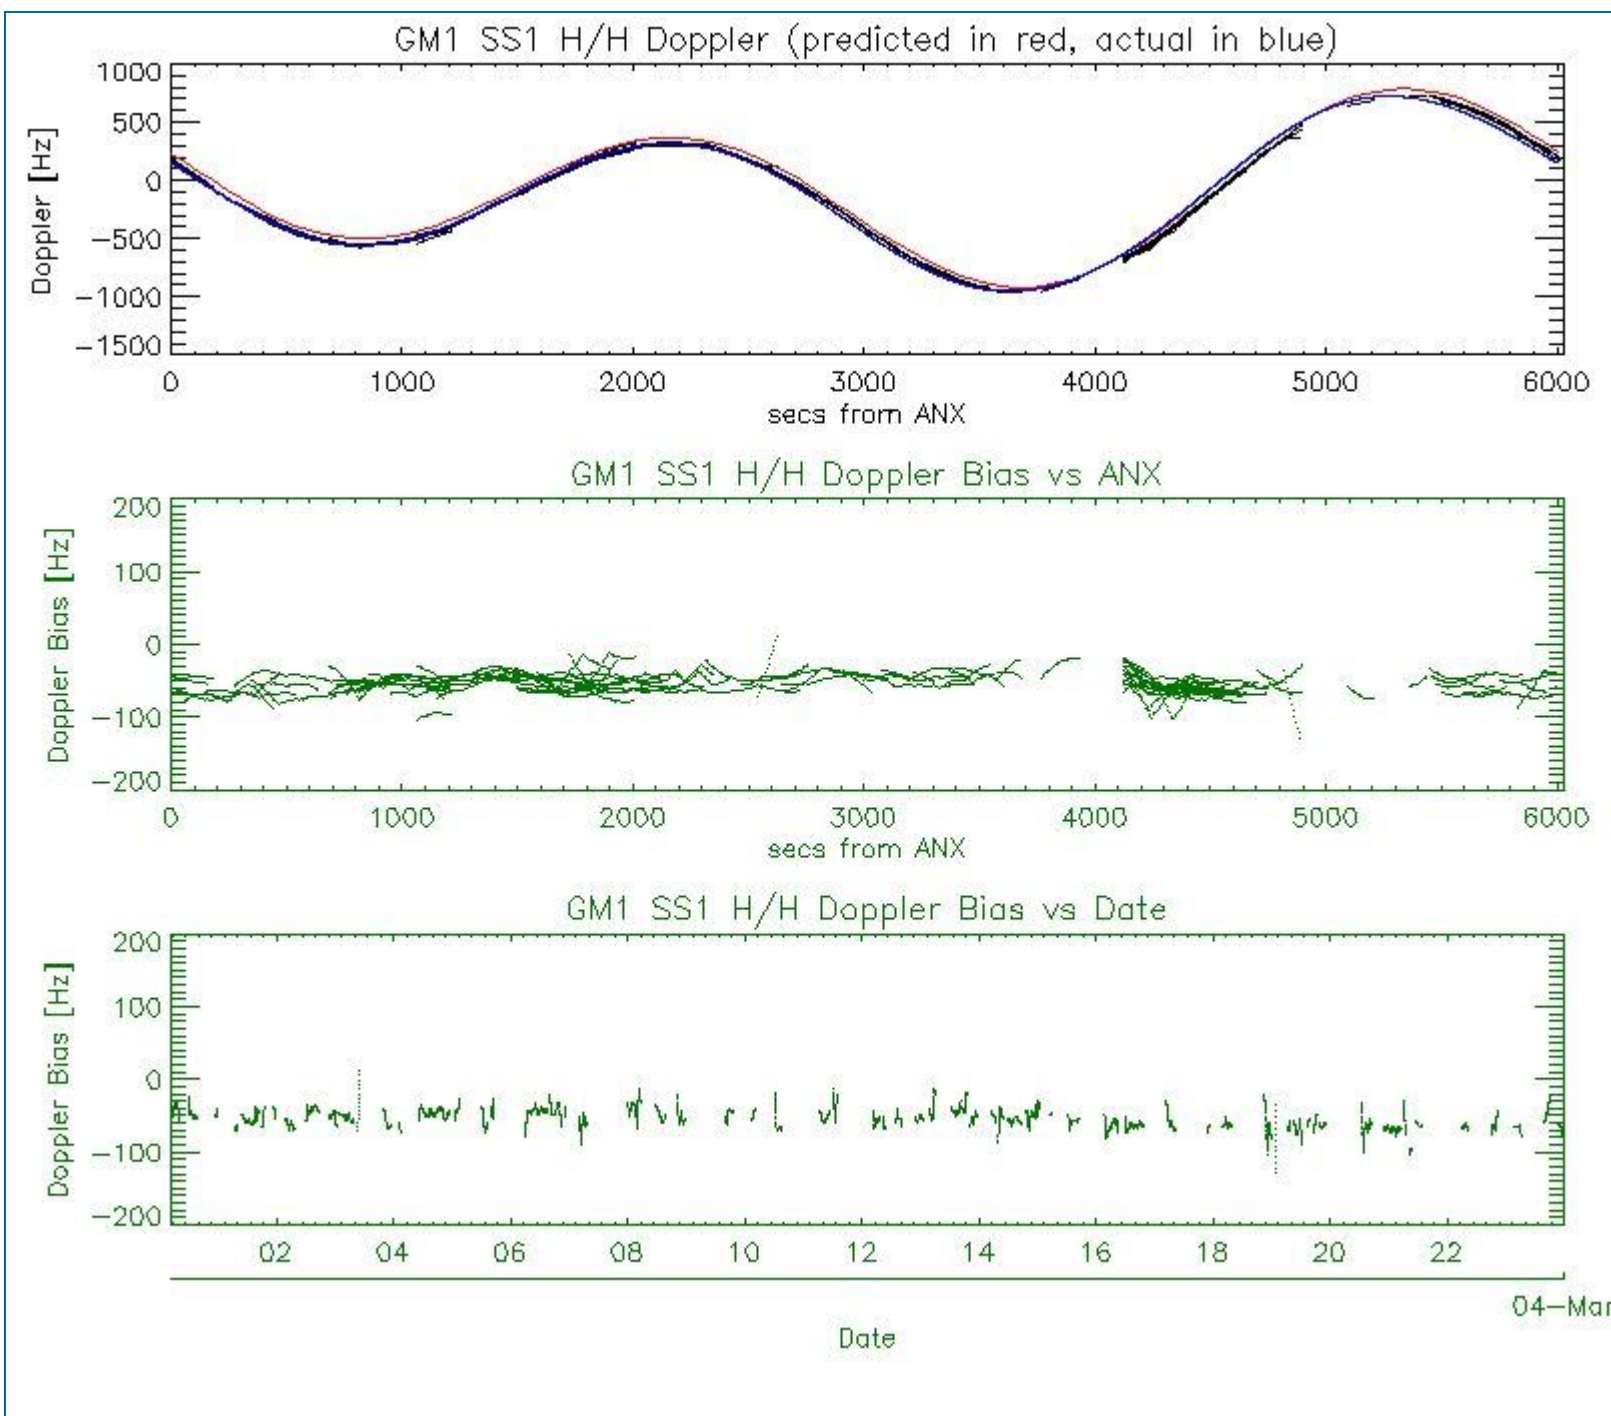 GM1 SS1 H/H Doppler (predicted in red, actual in blue)
1000
500
0
-500
-1000
-1500
Doppler [Hz]
0 1000 2000 3000 4000 5000 6000
secs from ANX
GM1 SS1 H/H Doppler Bias vs ANX
200
100
0
-100
-200
Doppler Bias [Hz]
0 1000 2000 3000 4000 5000 6000
secs from ANX
GM1 SS1 H/H Doppler Bias vs Date
200
100
0
-100
-200
Doppler Bias [Hz]
02 04 06 08 10 12 14 16 18 20 22
04-Mar
Date